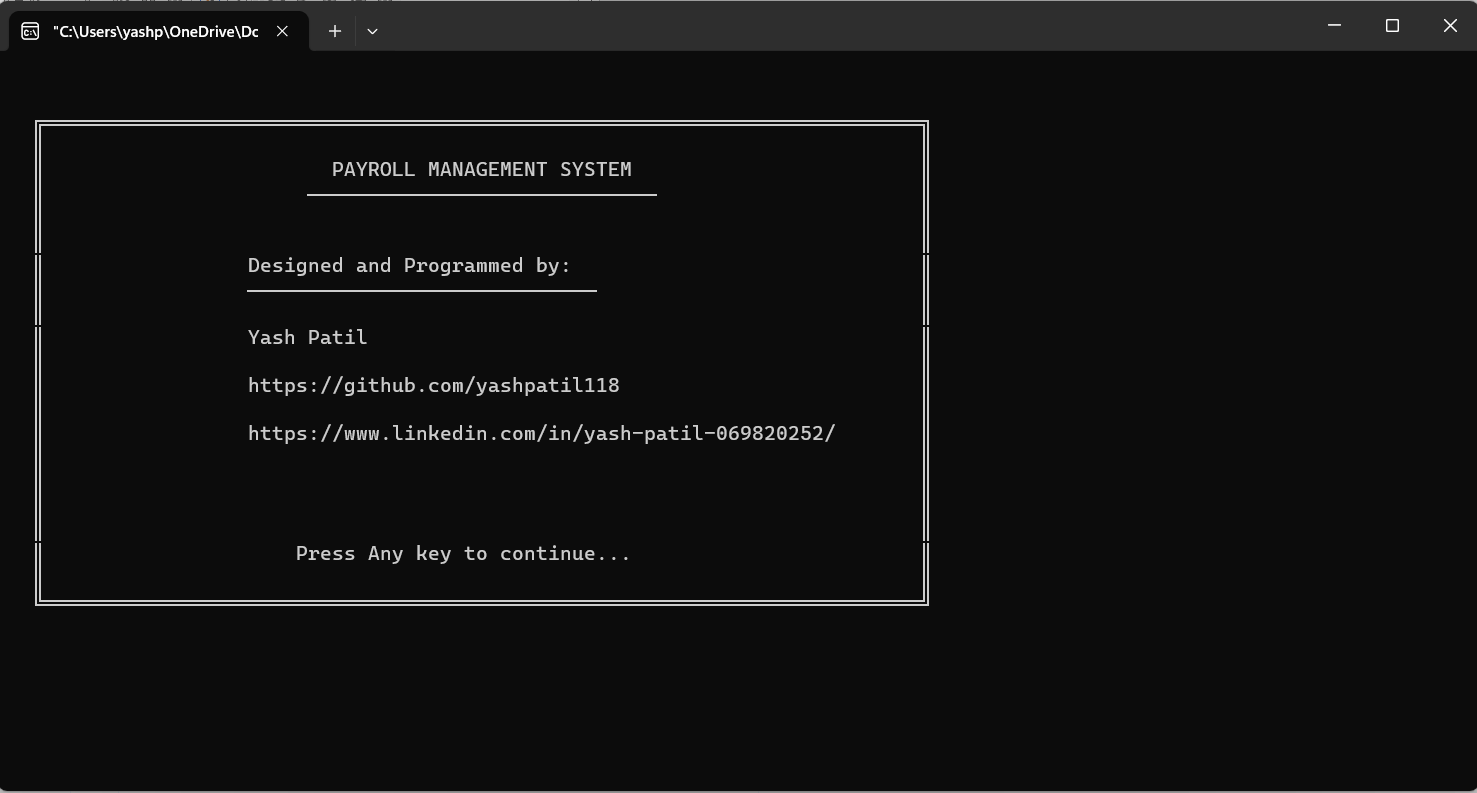 "C:\Users\yashp\OneDrive\Dc
PAYROLL MANAGEMENT SYSTEM
Designed and Programmed by:
Yash Patil
https://github.com/yashpatil118
https://www.linkedin.com/in/yash-patil-069820252/
Press Any key to continue...